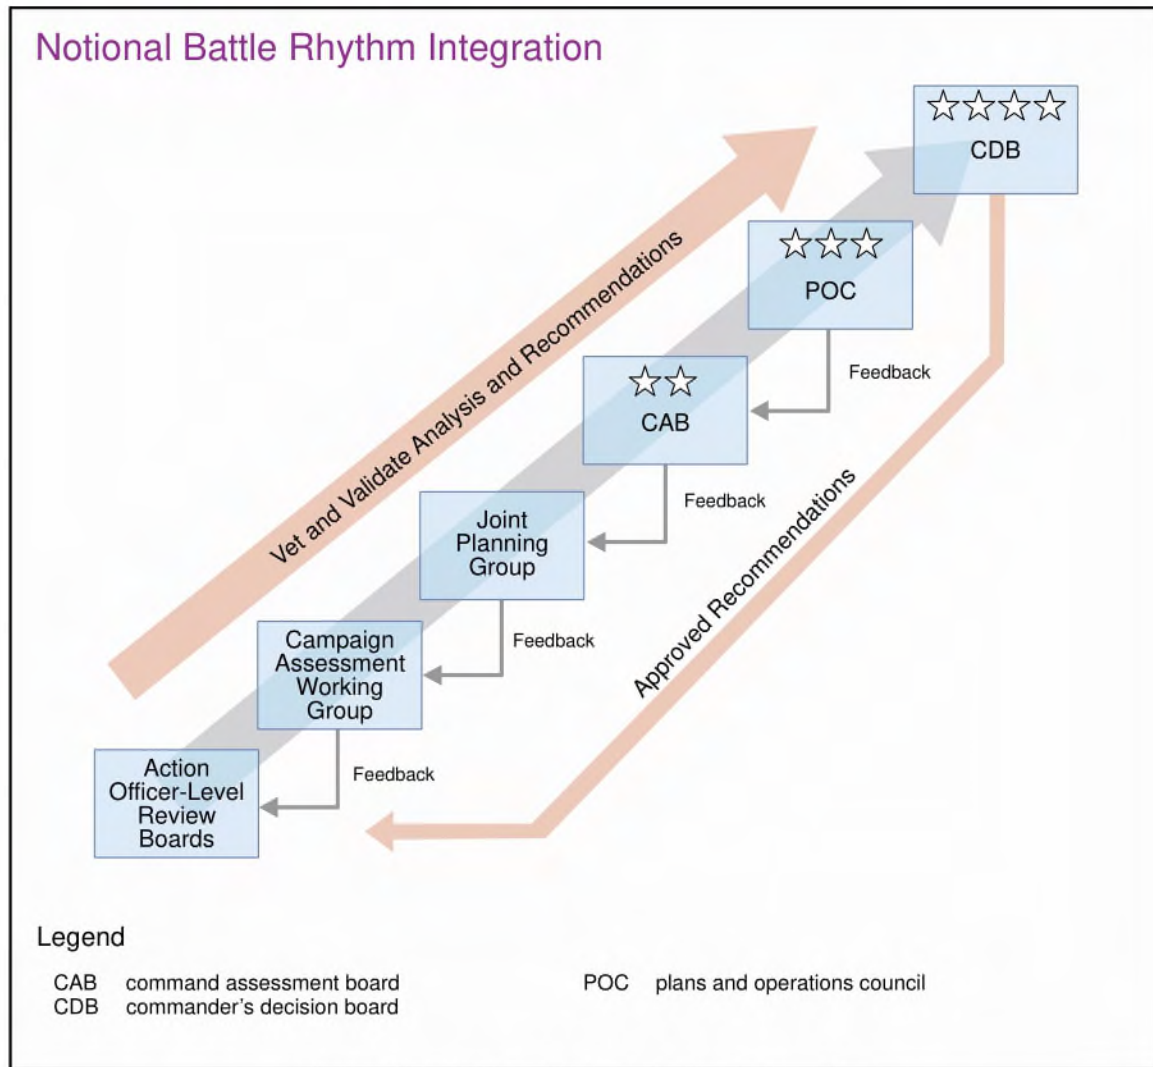 Notional Battle Rhythm Integration
CDB
POC
Feedback
CAB
Feedback
Vet and Validate Analysis and Recommendations
Joint
Planning
Group
Feedback
Approved Recommendations
Campaign
Assessment
Working
Group
Feedback
Action
Officer-Level
Review
Boards
Legend
CAB command assessment board
CDB commander's decision board
POC plans and operations council